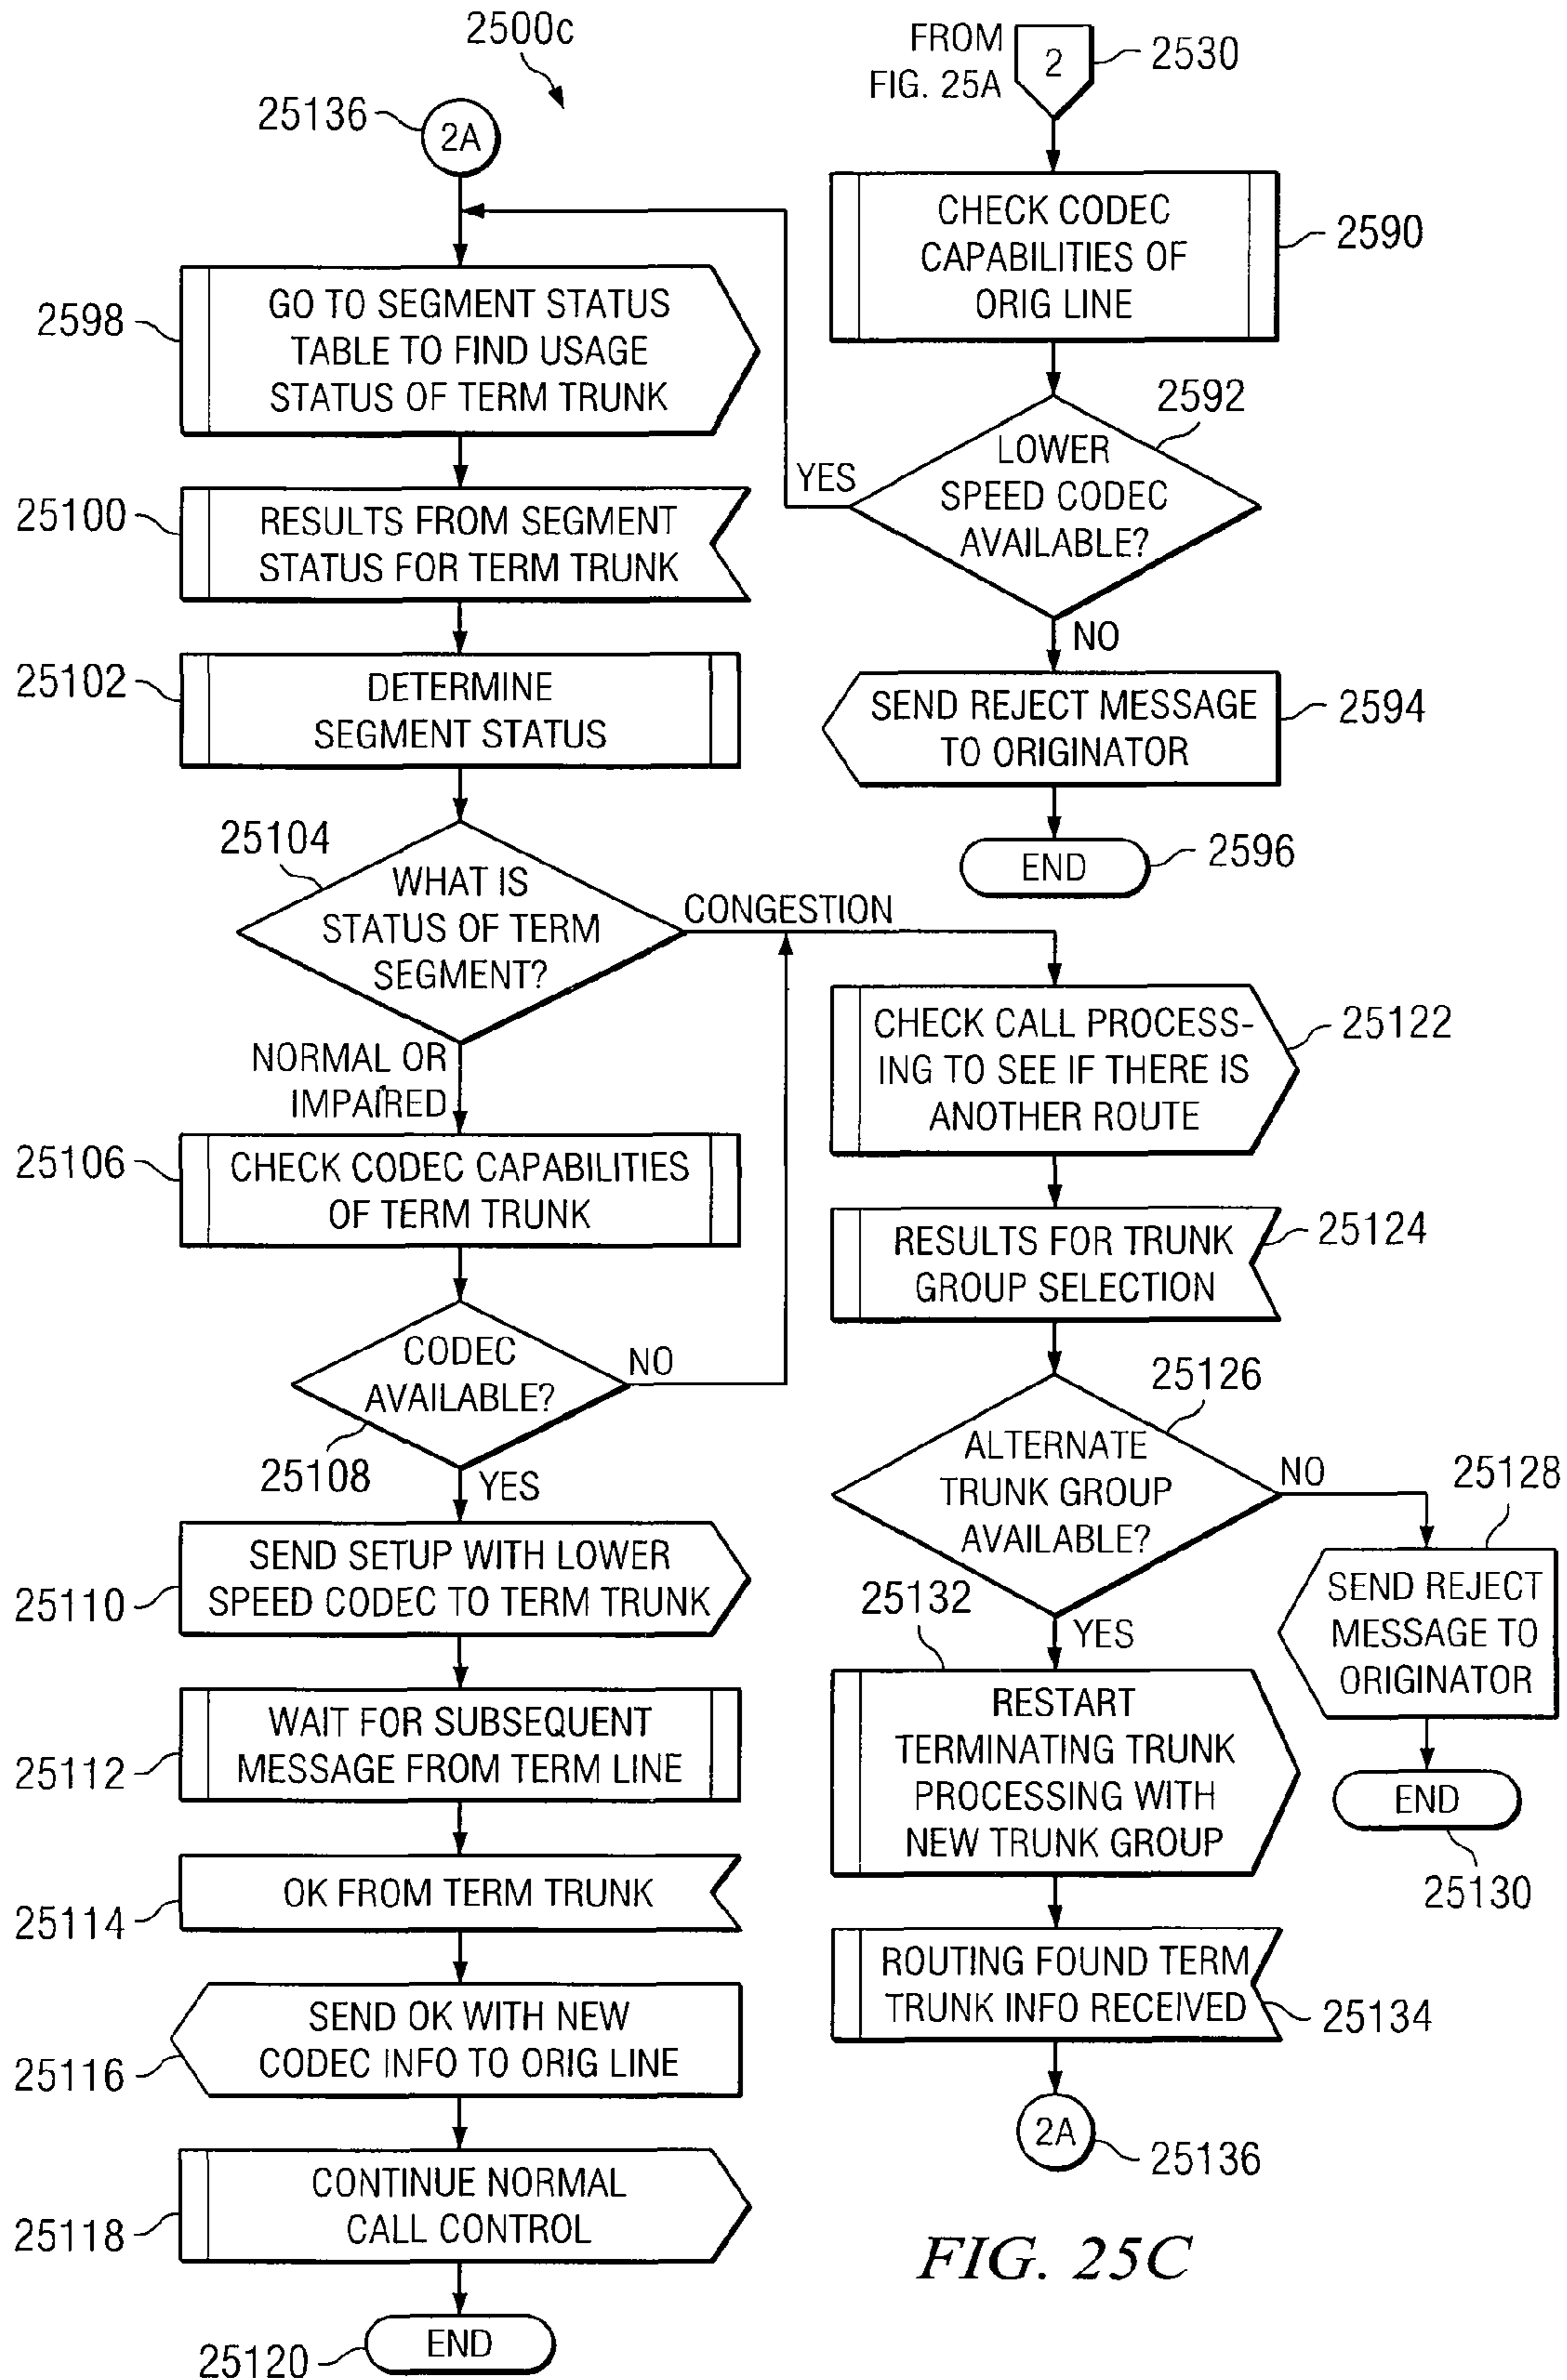 2500c
25136
2A
2598
GO TO SEGMENT STATUS
TABLE TO FIND USAGE
STATUS OF TERM TRUNK
25100
RESULTS FROM SEGMENT
STATUS FOR TERM TRUNK
25102
DETERMINE
SEGMENT STATUS
25104
WHAT IS
STATUS OF TERM
SEGMENT?
CONGESTION
NORMAL OR
IMPAIRED
25106
CHECK CODEC CAPABILITIES
OF TERM TRUNK
CODEC
AVAILABLE?
NO
25108
YES
SEND SETUP WITH LOWER
SPEED CODEC TO TERM TRUNK
25110
WAIT FOR SUBSEQUENT
MESSAGE FROM TERM LINE
25112
OK FROM TERM TRUNK
25114
SEND OK WITH NEW
CODEC INFO TO ORIG LINE
25116
CONTINUE NORMAL
CALL CONTROL
25118
END
25120
FROM
FIG. 25A
2
2530
CHECK CODEC
CAPABILITIES OF
ORIG LINE
2590
2592
LOWER
SPEED CODEC
AVAILABLE?
YES
NO
SEND REJECT MESSAGE
TO ORIGINATOR
2594
END
2596
CHECK CALL PROCESS-
ING TO SEE IF THERE IS
ANOTHER ROUTE
25122
RESULTS FOR TRUNK
GROUP SELECTION
25124
25126
ALTERNATE
TRUNK GROUP
AVAILABLE?
NO
25128
SEND REJECT
MESSAGE TO
ORIGINATOR
END
25130
25132
YES
RESTART
TERMINATING TRUNK
PROCESSING WITH
NEW TRUNK GROUP
ROUTING FOUND TERM
TRUNK INFO RECEIVED
25134
2A
25136
FIG. 25C